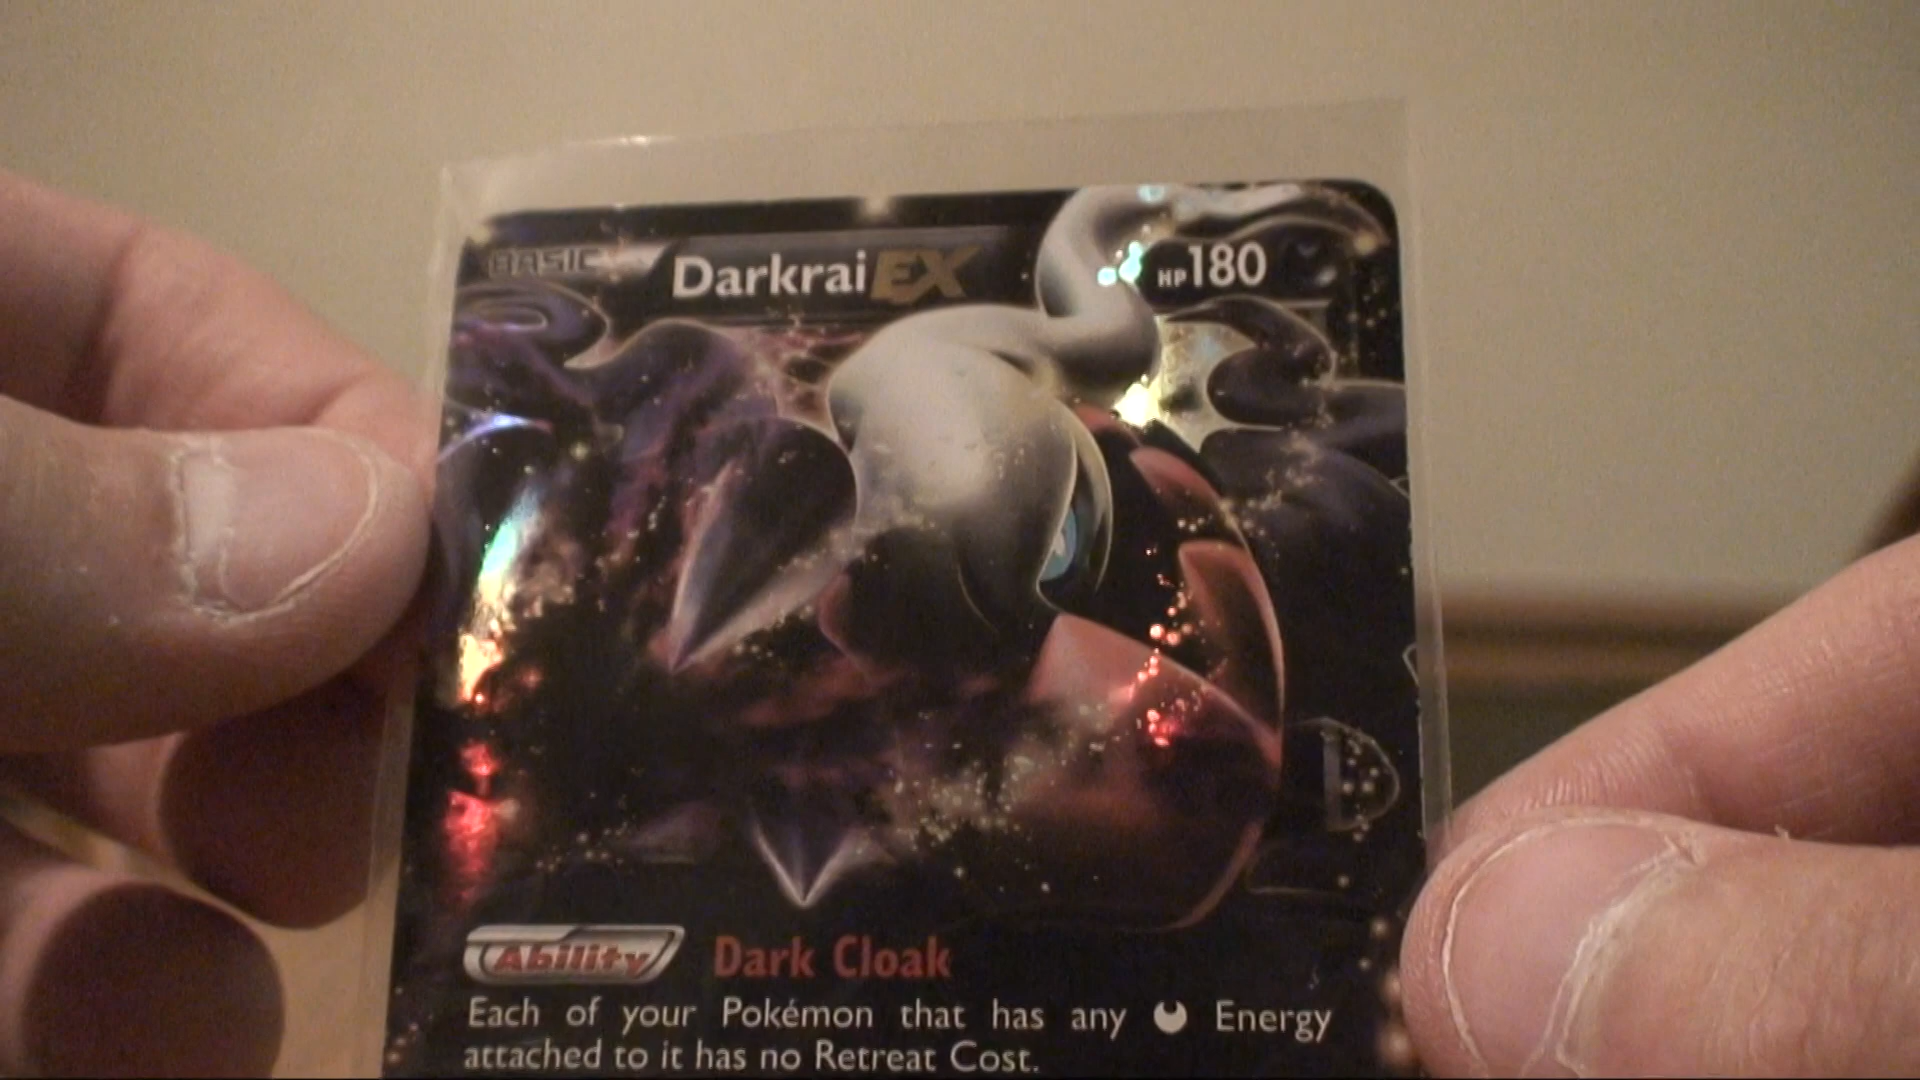 BASIC Darkrai EX HP 180
Ability Dark Cloak
Each of your Pokémon that has any Energy
attached to it has no Retreat Cost.